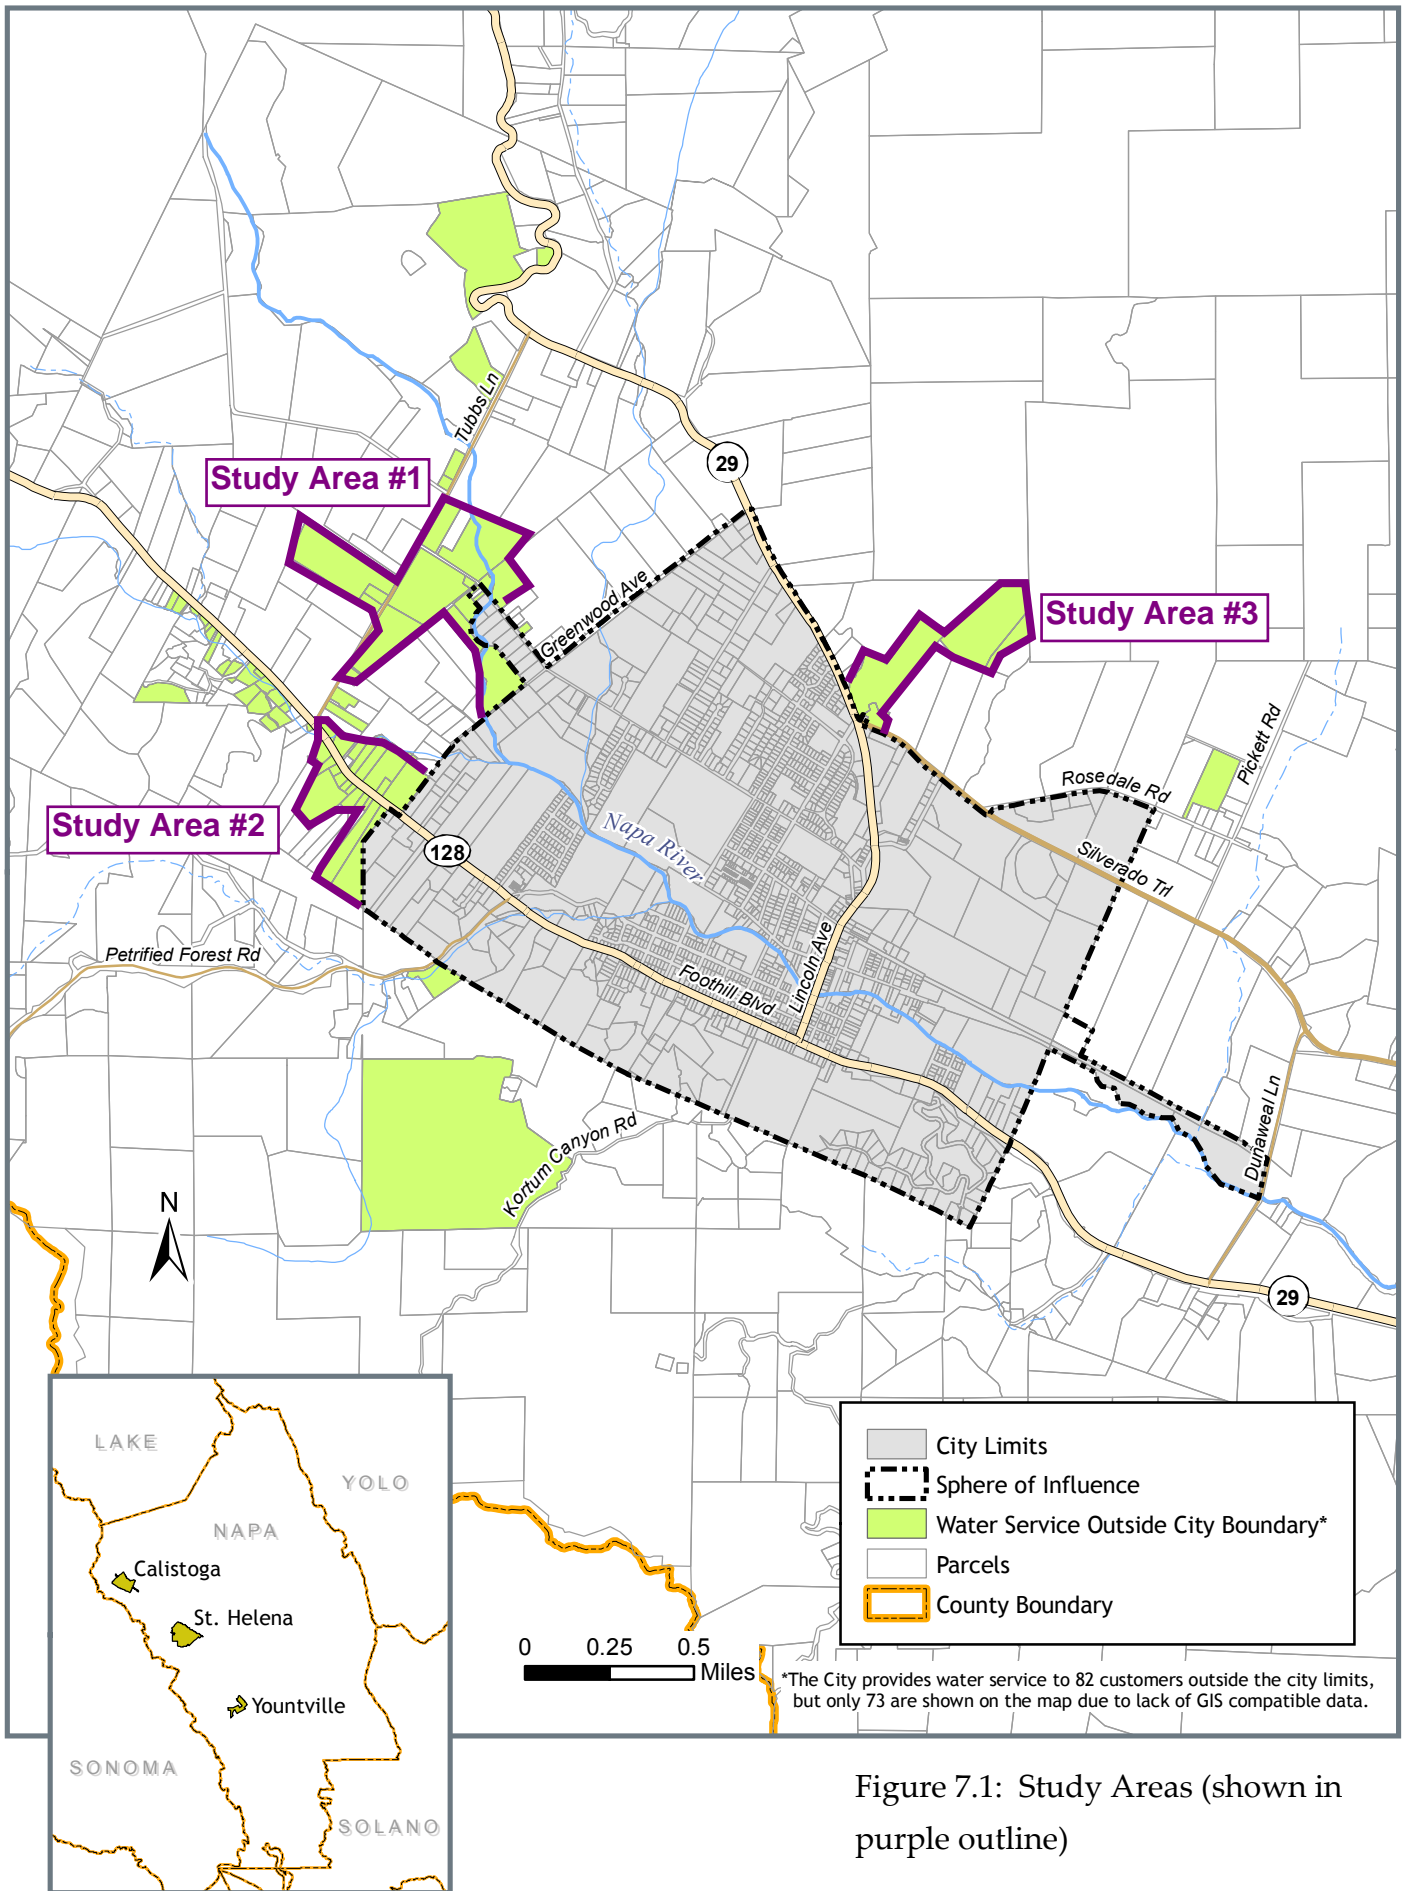 Tubbs Ln
29
Study Area #1
Greenwood Ave
Study Area #3
Pickett Rd
Rosedale Rd
Study Area #2
128
Napa River
Silverado Trl
Petrified Forest Rd
Foothill Blvd
Lincoln Ave
Kortum Canyon Rd
Dunaweal Ln
N
29
LAKE
YOLO
NAPA
Calistoga
St. Helena
Yountville
SONOMA
SOLANO
City Limits
Sphere of Influence
Water Service Outside City Boundary*
Parcels
County Boundary
0 0.25 0.5
Miles
*The City provides water service to 82 customers outside the city limits,
but only 73 are shown on the map due to lack of GIS compatible data.
Figure 7.1: Study Areas (shown in
purple outline)